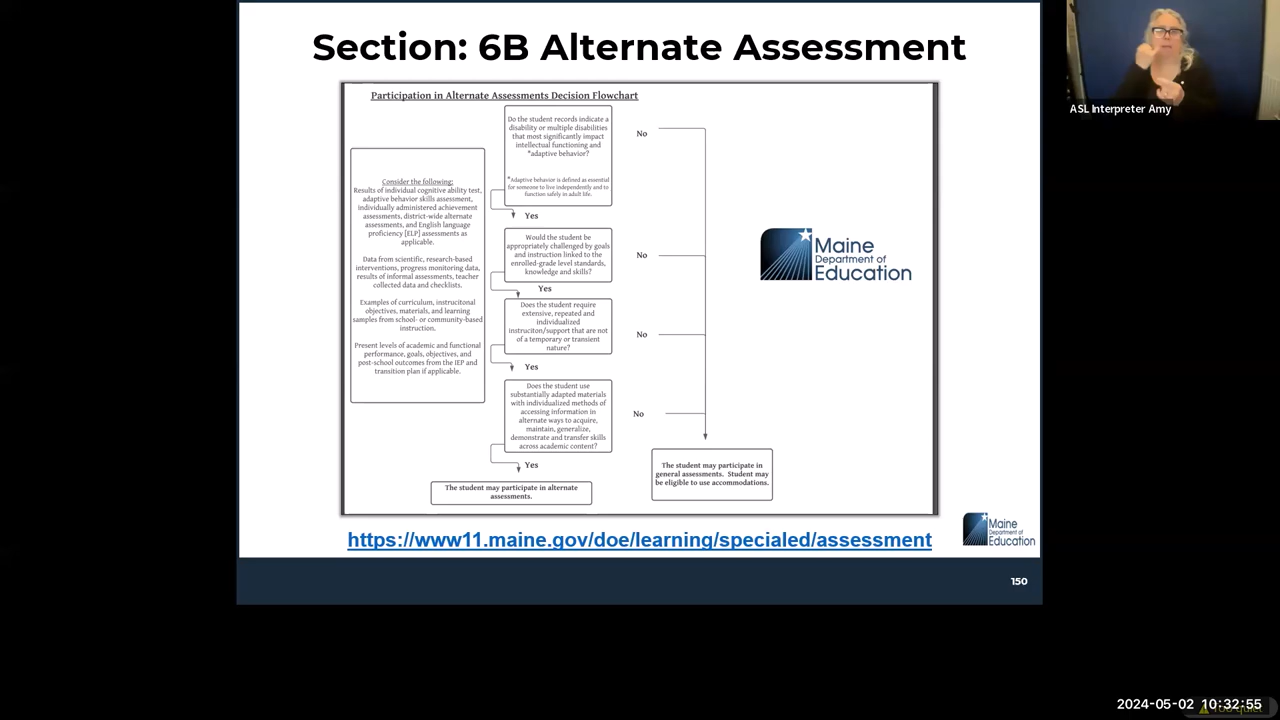 Section: 6B Alternate Assessment
Participation in Alternate Assessments Decision Flowchart
Consider the following:
Results of individual cognitive ability test,
adaptive behavior skills assessment,
individually administered achievement
assessments, district-wide alternate
assessments, and English language
proficiency [ELP] assessments as
applicable.
Data from scientific, research-based
interventions, progress monitoring data,
results of informal assessments, teacher
collected data and checklists.
Examples of curriculum, instrucitonal
objectives, materials, and learning
samples from school- or community-based
instruction.
Present levels of academic and functional
performance, goals, objectives, and
post-school outcomes from the IEP and
transition plan if applicable.
Do the student records indicate a
disability or multiple disabilities
that most significantly impact
intellectual functioning and
*adaptive behavior?
*Adaptive behavior is defined as essential
for someone to live independently and to
function safely in adult life.
No
Yes
Would the student be
appropriately challenged by goals
and instruction linked to the
enrolled-grade level standards,
knowledge and skills?
No
Yes
Does the student require
extensive, repeated and
individualized
instruciton/support that are not
of a temporary or transient
nature?
No
Yes
Does the student use
substantially adapted materials
with individualized methods of
accessing information in
alternate ways to acquire,
maintain, generalize,
demonstrate and transfer skills
across academic content?
No
Yes
The student may participate in alternate
assessments.
The student may participate in
general assessments. Student may
be eligible to use accommodations.
Maine
Department of
Education
https://www11.maine.gov/doe/learning/specialed/assessment
Maine
Department of
Education
150
ASL Interpreter Amy
2024-05-02 10:32:55